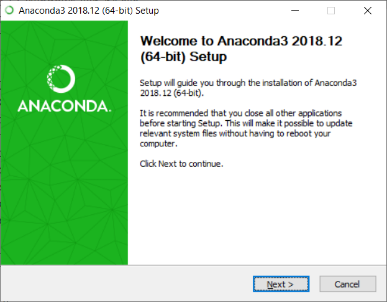 Anaconda3 2018.12 (64-bit) Setup
Welcome to Anaconda3 2018.12
(64-bit) Setup
Setup will guide you through the installation of Anaconda3
2018.12 (64-bit).
It is recommended that you close all other applications
before starting Setup. This will make it possible to update
relevant system files without having to reboot your
computer.
Click Next to continue.
ANACONDA.
Next >
Cancel